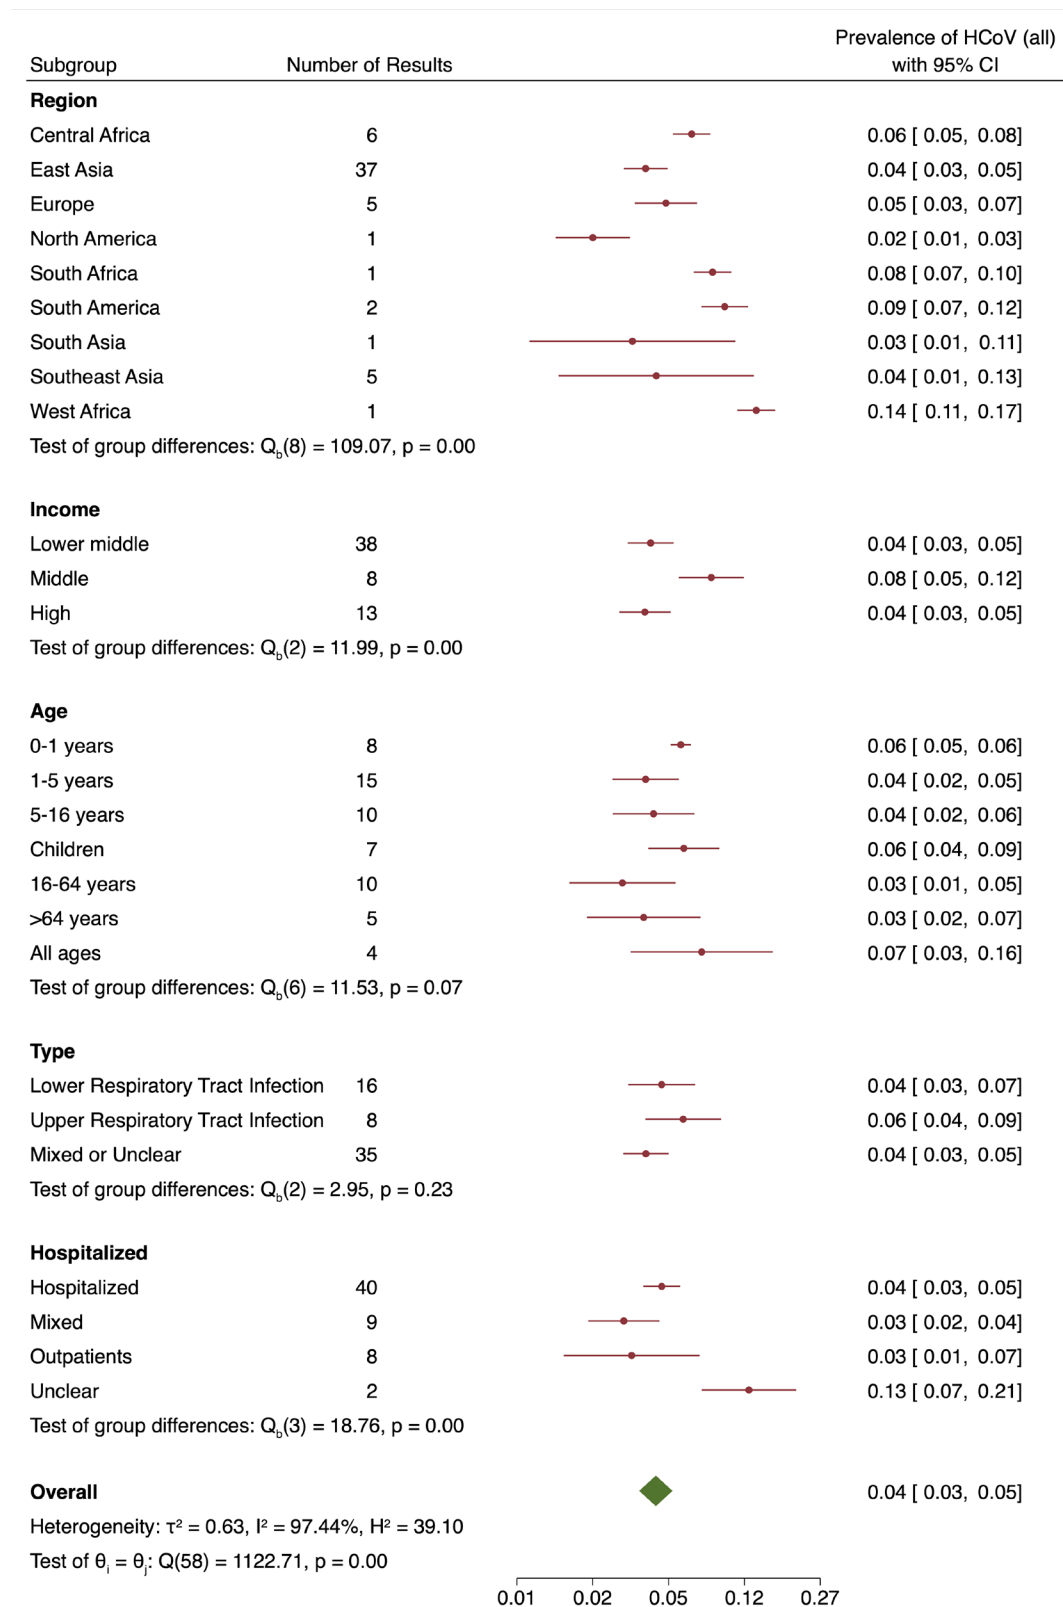 Prevalence of HCoV (all)
Subgroup Number of Results with 95% CI
Region
Central Africa 6 0.06 [ 0.05, 0.08]
East Asia 37 0.04 [ 0.03, 0.05]
Europe 5 0.05 [ 0.03, 0.07]
North America 1 0.02 [ 0.01, 0.03]
South Africa 1 0.08 [ 0.07, 0.10]
South America 2 0.09 [ 0.07, 0.12]
South Asia 1 0.03 [ 0.01, 0.11]
Southeast Asia 5 0.04 [ 0.01, 0.13]
West Africa 1 0.14 [ 0.11, 0.17]
Test of group differences: Q_b(8) = 109.07, p = 0.00
Income
Lower middle 38 0.04 [ 0.03, 0.05]
Middle 8 0.08 [ 0.05, 0.12]
High 13 0.04 [ 0.03, 0.05]
Test of group differences: Q_b(2) = 11.99, p = 0.00
Age
0-1 years 8 0.06 [ 0.05, 0.06]
1-5 years 15 0.04 [ 0.02, 0.05]
5-16 years 10 0.04 [ 0.02, 0.06]
Children 7 0.06 [ 0.04, 0.09]
16-64 years 10 0.03 [ 0.01, 0.05]
>64 years 5 0.03 [ 0.02, 0.07]
All ages 4 0.07 [ 0.03, 0.16]
Test of group differences: Q_b(6) = 11.53, p = 0.07
Type
Lower Respiratory Tract Infection 16 0.04 [ 0.03, 0.07]
Upper Respiratory Tract Infection 8 0.06 [ 0.04, 0.09]
Mixed or Unclear 35 0.04 [ 0.03, 0.05]
Test of group differences: Q_b(2) = 2.95, p = 0.23
Hospitalized
Hospitalized 40 0.04 [ 0.03, 0.05]
Mixed 9 0.03 [ 0.02, 0.04]
Outpatients 8 0.03 [ 0.01, 0.07]
Unclear 2 0.13 [ 0.07, 0.21]
Test of group differences: Q_b(3) = 18.76, p = 0.00
Overall 0.04 [ 0.03, 0.05]
Heterogeneity: τ² = 0.63, I² = 97.44%, H² = 39.10
Test of θ_i = θ_j: Q(58) = 1122.71, p = 0.00
0.01 0.02 0.05 0.12 0.27